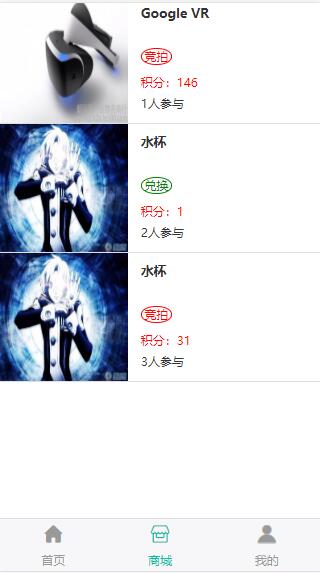 Google VR
竞拍
积分：146
1人参与
水杯
兑换
积分：1
2人参与
水杯
竞拍
积分：31
3人参与
首页
商城
我的